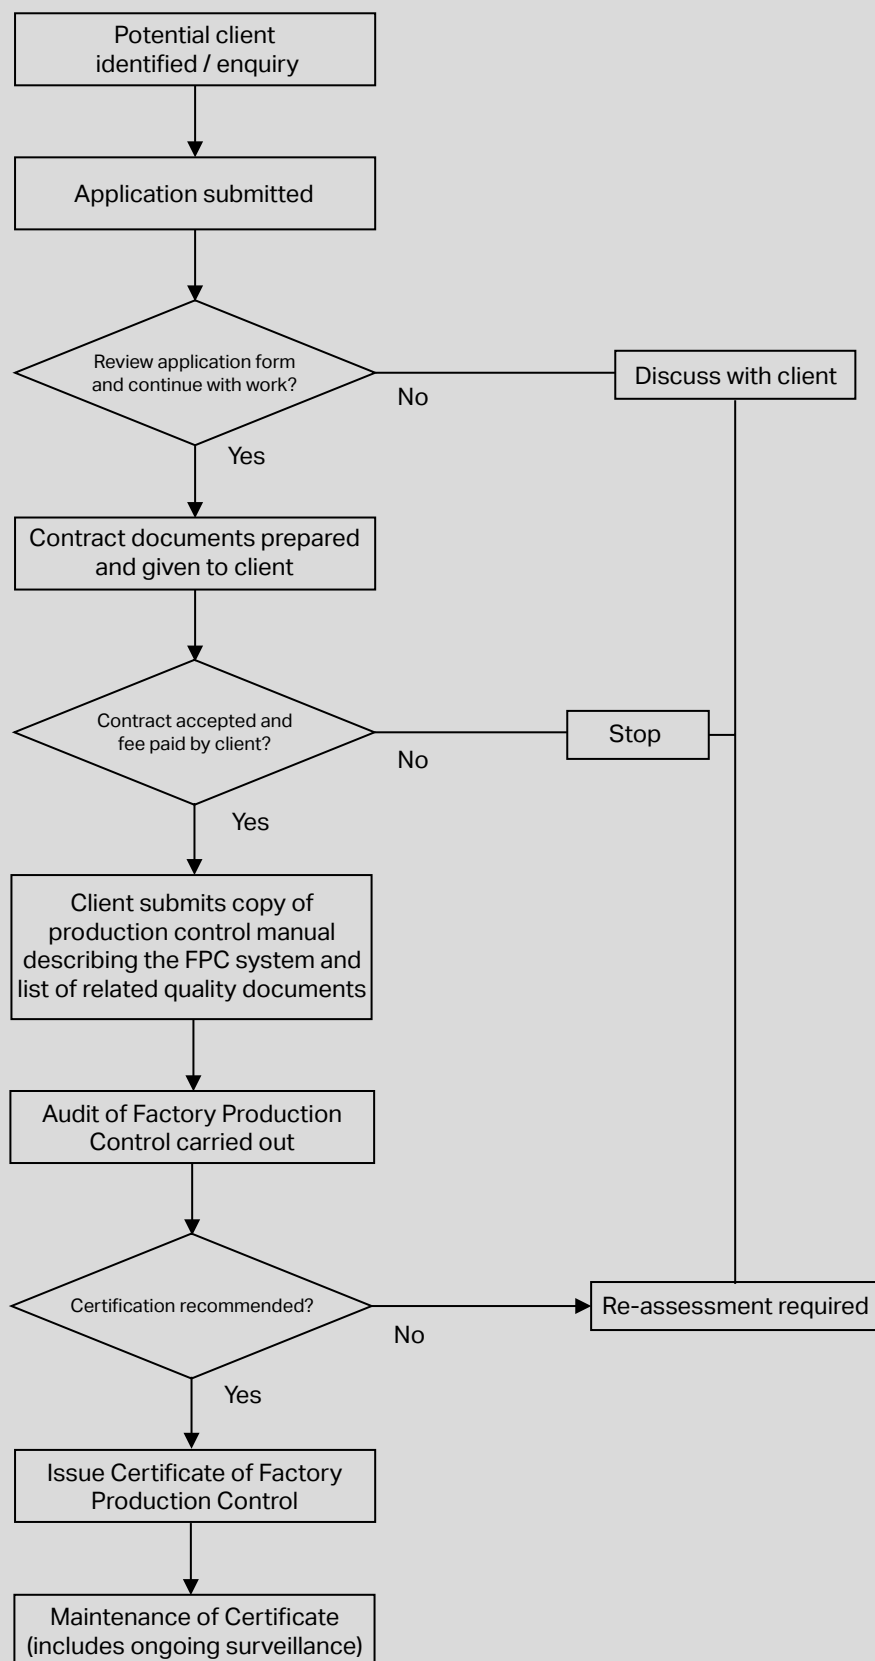 Potential client
identified / enquiry
Application submitted
Review application form
and continue with work?
No
Discuss with client
Yes
Contract documents prepared
and given to client
Contract accepted and
fee paid by client?
No
Stop
Yes
Client submits copy of
production control manual
describing the FPC system and
list of related quality documents
Audit of Factory Production
Control carried out
Certification recommended?
No
Re-assessment required
Yes
Issue Certificate of Factory
Production Control
Maintenance of Certificate
(includes ongoing surveillance)